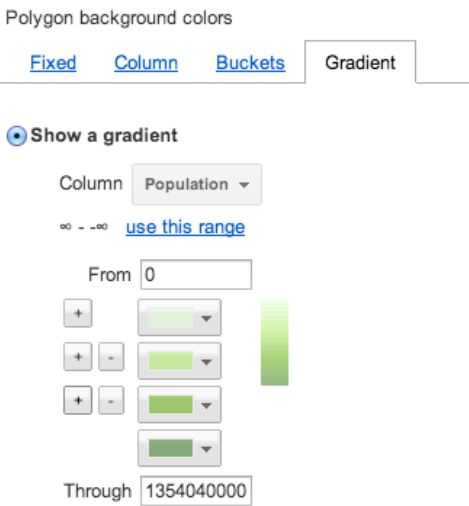 Polygon background colors
Fixed Column Buckets Gradient
Show a gradient
Column Population
∞ - -∞ use this range
From 0
+
+ -
+ -
Through 1354040000